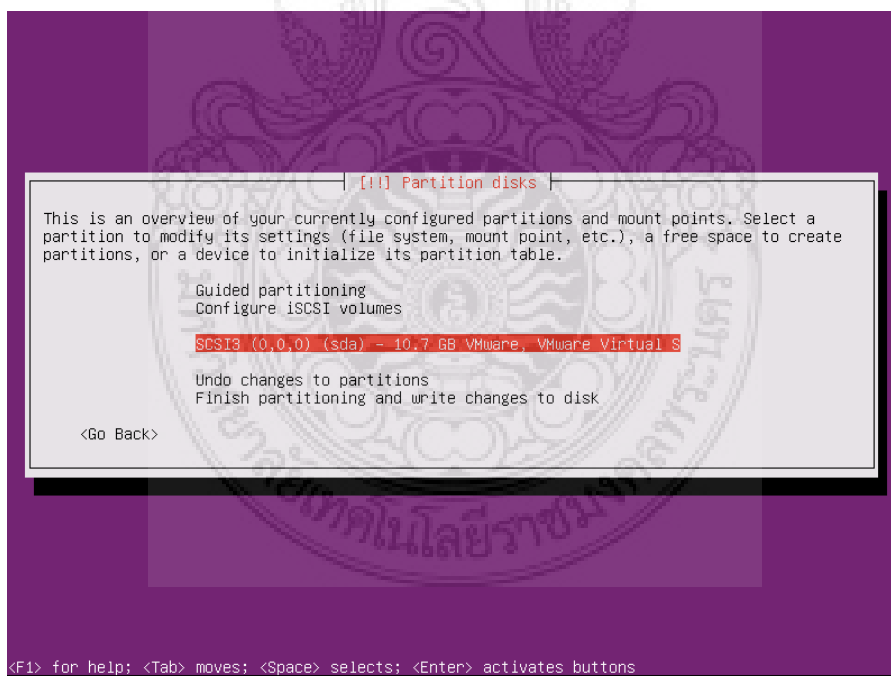 [!!] Partition disks
This is an overview of your currently configured partitions and mount points. Select a
partition to modify its settings (file system, mount point, etc.), a free space to create
partitions, or a device to initialize its partition table.
Guided partitioning
Configure iSCSI volumes
SCSI3 (0,0,0) (sda) - 10.7 GB VMware, VMware Virtual S
Undo changes to partitions
Finish partitioning and write changes to disk
<Go Back>
<F1> for help; <Tab> moves; <Space> selects; <Enter> activates buttons